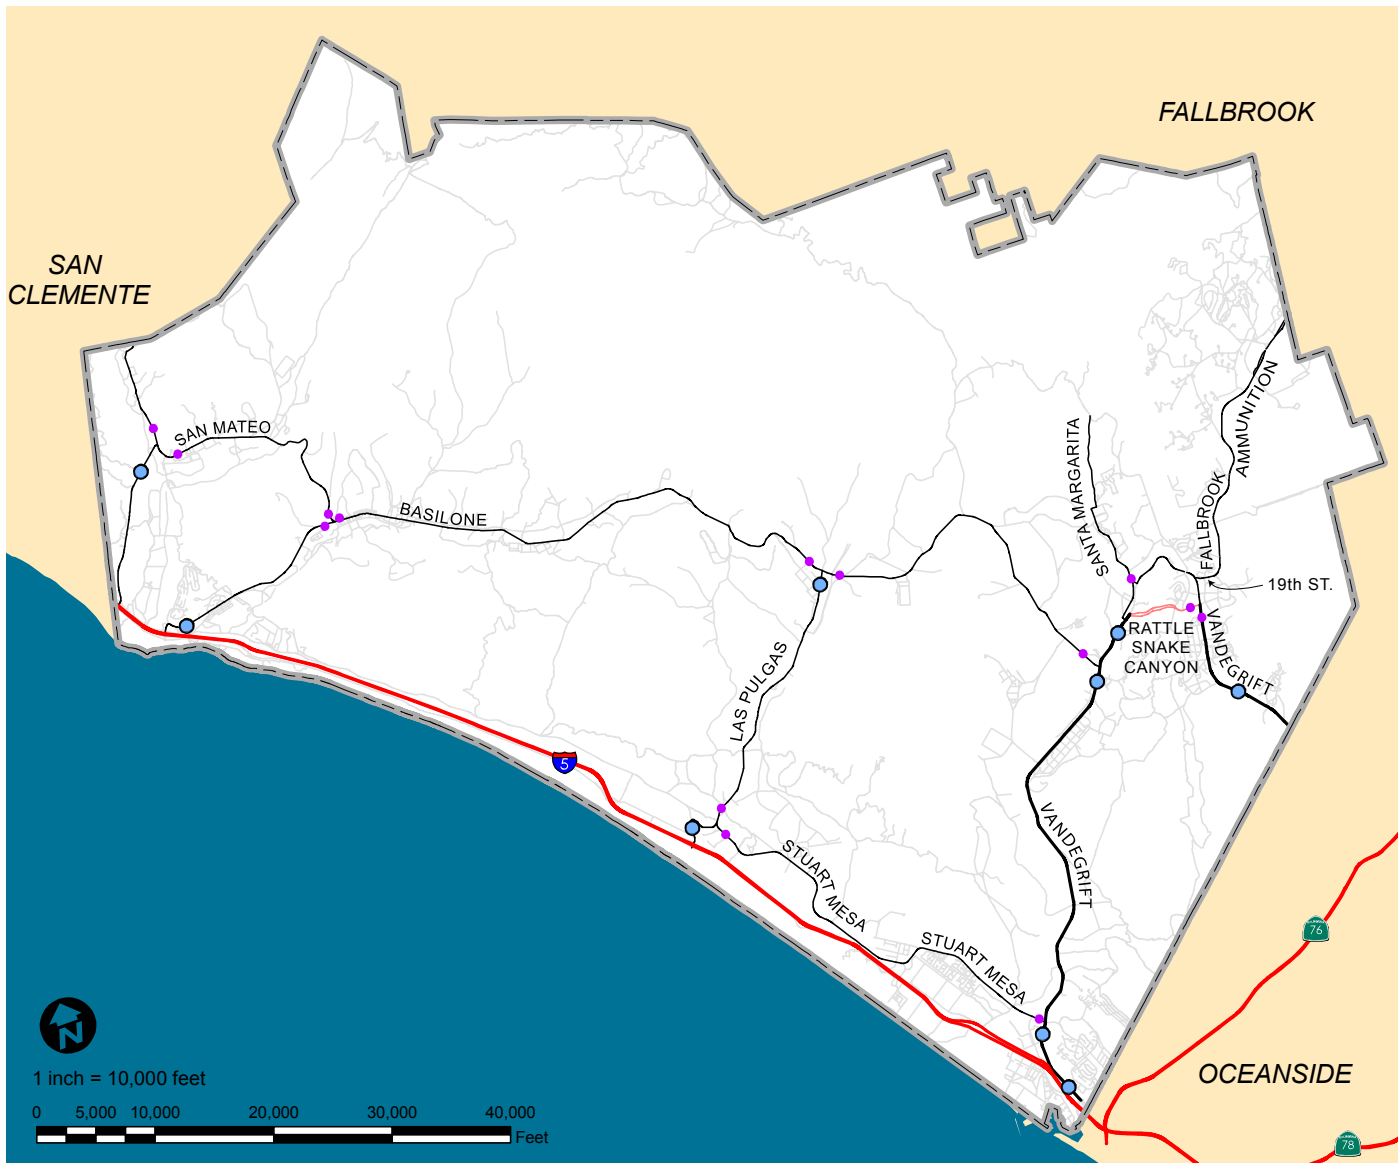 FALLBROOK
SAN
CLEMENTE
SAN MATEO
BASILONE
SANTA MARGARITA
AMMUNITION
FALLBROOK
19th ST.
RATTLE
SNAKE
CANYON
VANDEGRIFT
LAS PULGAS
5
VANDEGRIFT
STUART MESA
STUART MESA
76
OCEANSIDE
78
N
1 inch = 10,000 feet
0 5,000 10,000 20,000 30,000 40,000
Feet